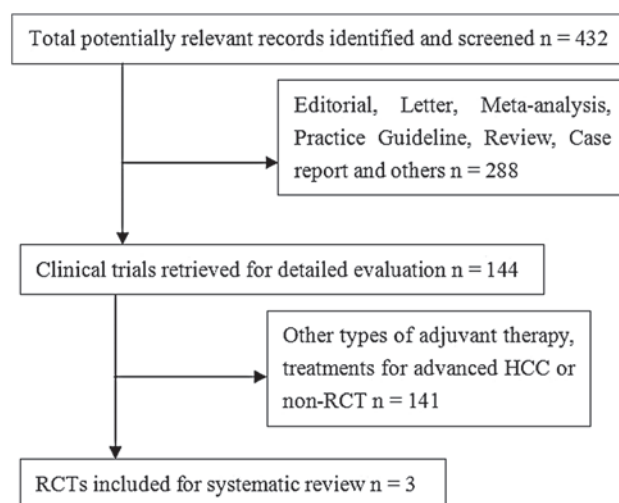 Total potentially relevant records identified and screened n = 432
Editorial, Letter, Meta-analysis,
Practice Guideline, Review, Case
report and others n = 288
Clinical trials retrieved for detailed evaluation n = 144
Other types of adjuvant therapy,
treatments for advanced HCC or
non-RCT n = 141
RCTs included for systematic review n = 3